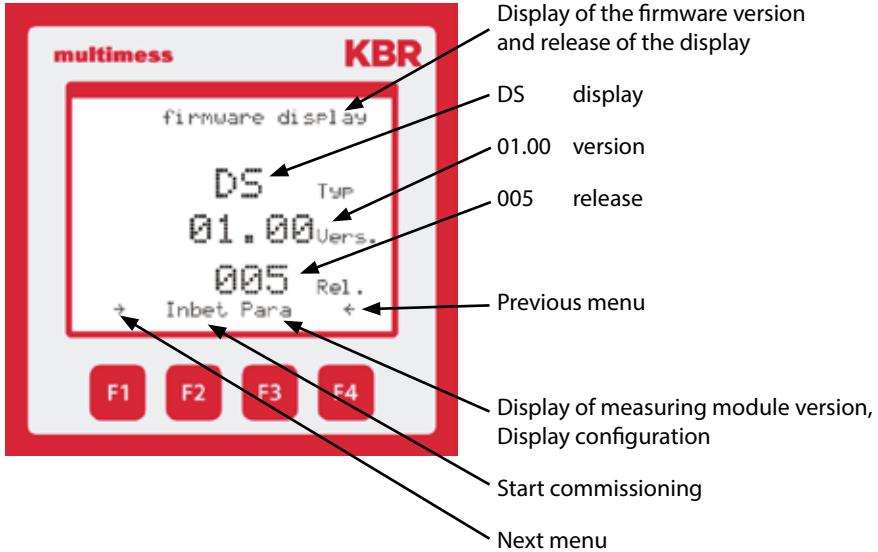 Display of the firmware version
and release of the display
multimess
KBR
firmware display
DS display
DS Typ
01.00 version
01.00 Vers.
005 release
005 Rel.
→ Inbet Para ←
Previous menu
F1 F2 F3 F4
Display of measuring module version,
Display configuration
Start commissioning
Next menu